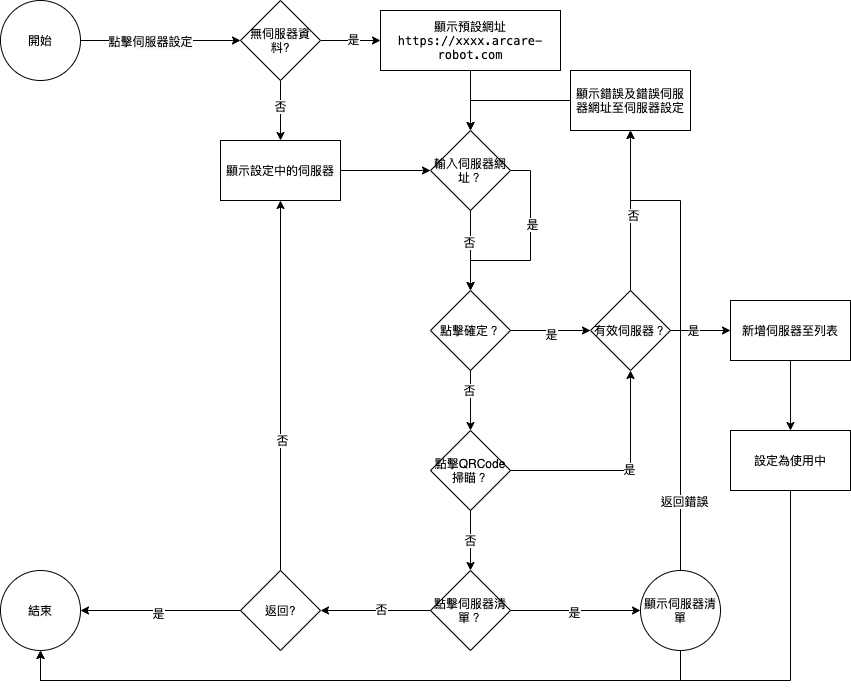 開始
點擊伺服器設定
無伺服器資
料?
是
顯示預設網址
https://xxxx.arcare-
robot.com
否
顯示錯誤及錯誤伺服
器網址至伺服器設定
顯示設定中的伺服器
輸入伺服器網
址？
是
否
否
點擊確定？
是
有效伺服器？
是
新增伺服器至列表
否
點擊QRCode
掃瞄？
是
設定為使用中
否
返回錯誤
否
結束
是
返回?
否
點擊伺服器清
單？
是
顯示伺服器清
單